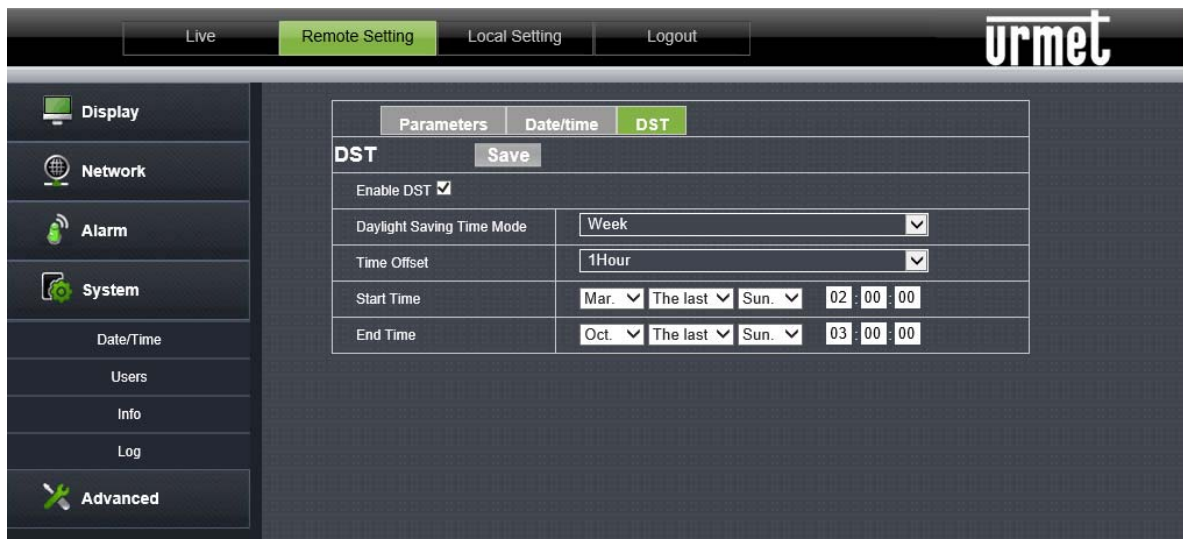 Live Remote Setting Local Setting Logout urmet
Display
Network
Alarm
System
Date/Time
Users
Info
Log
Advanced
Parameters Date/time DST
DST Save
Enable DST
Daylight Saving Time Mode Week
Time Offset 1Hour
Start Time Mar. The last Sun. 02 : 00 : 00
End Time Oct. The last Sun. 03 : 00 : 00